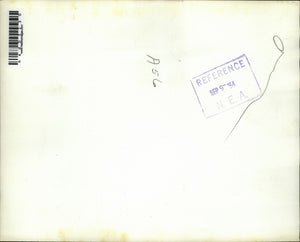 A56
REFERENCE
SEP 9 '54
N.E.A.